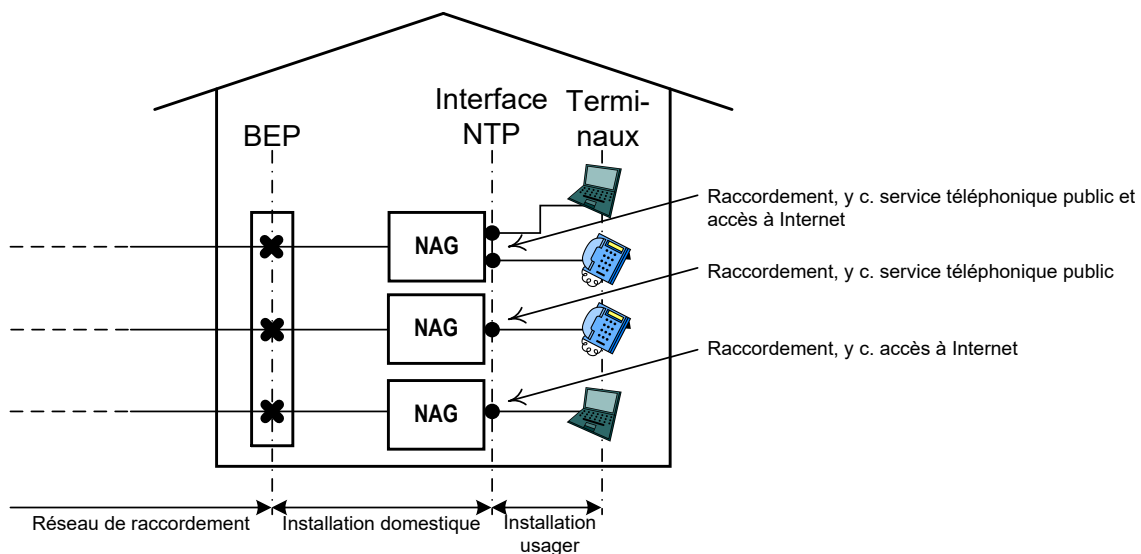 Interface
NTP
Termi-
naux
BEP
Raccordement, y c. service téléphonique public et
accès à Internet
NAG
Raccordement, y c. service téléphonique public
NAG
Raccordement, y c. accès à Internet
NAG
Réseau de raccordement
Installation domestique
Installation
usager